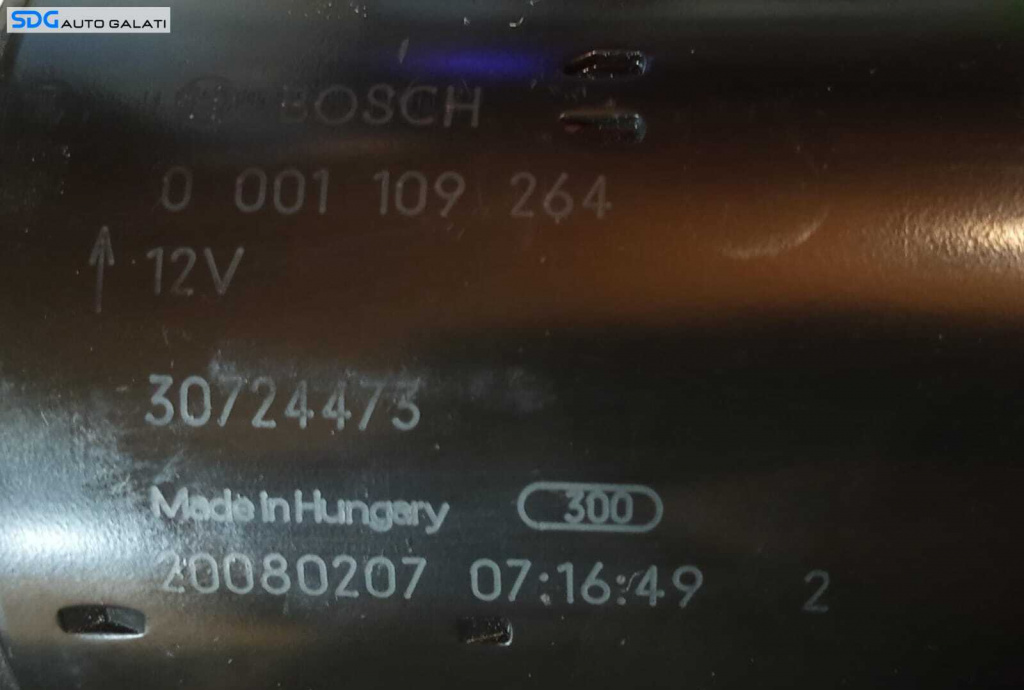 SDG AUTO GALATI
BOSCH
0 001 109 264
12V
30724473
Made in Hungary 300
20080207 07:16:49 2